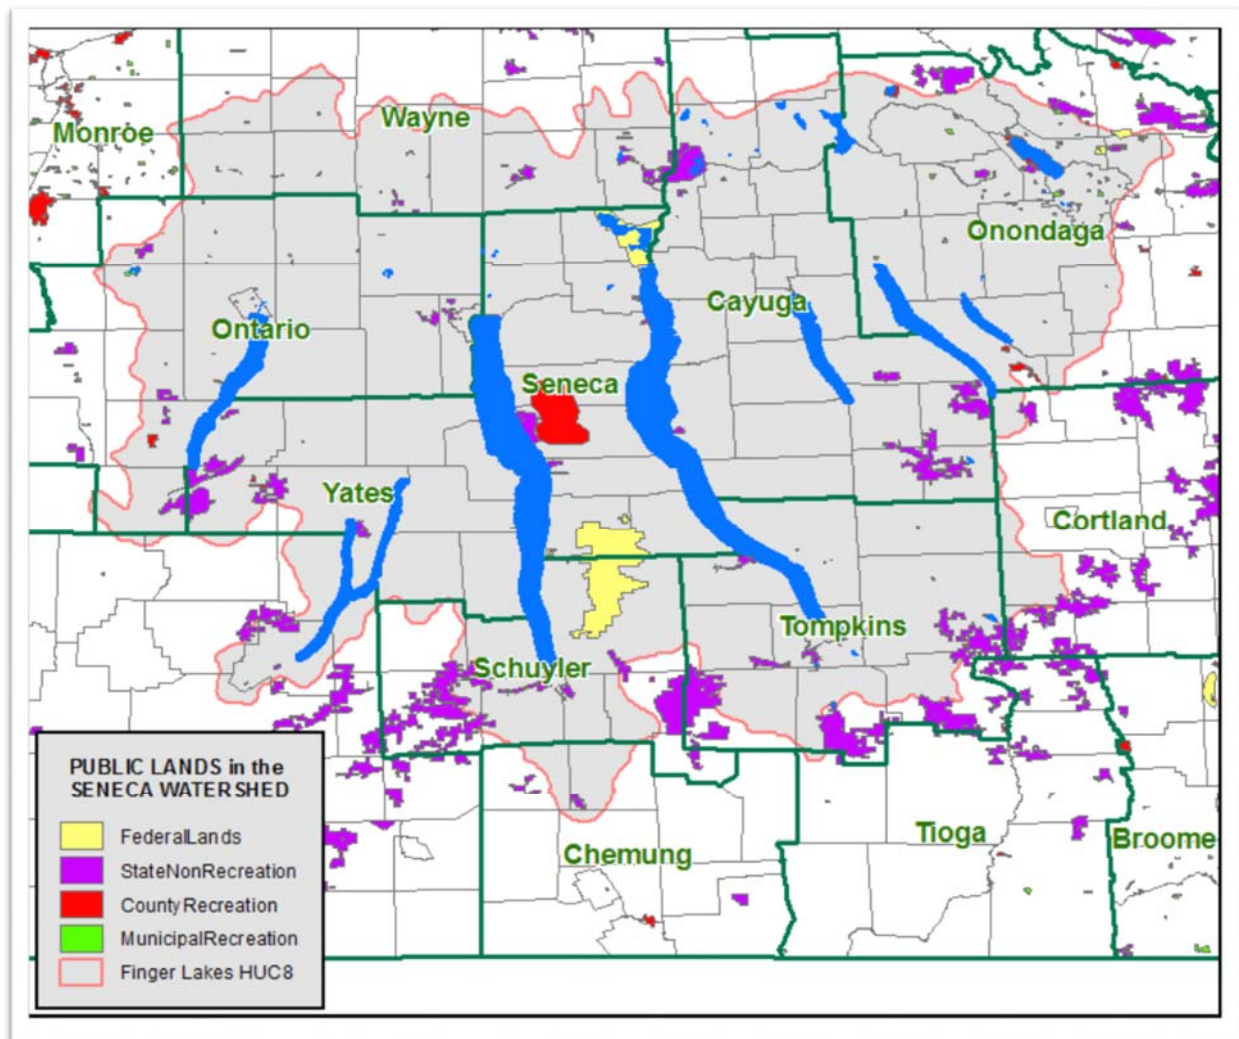 Monroe
Wayne
Onondaga
Cayuga
Ontario
Seneca
Yates
Cortland
Tompkins
Schuyler
Tioga
Broome
Chemung
PUBLIC LANDS in the
SENECA WATERSHED
FederalLands
StateNonRecreation
CountyRecreation
MunicipalRecreation
Finger Lakes HUC8